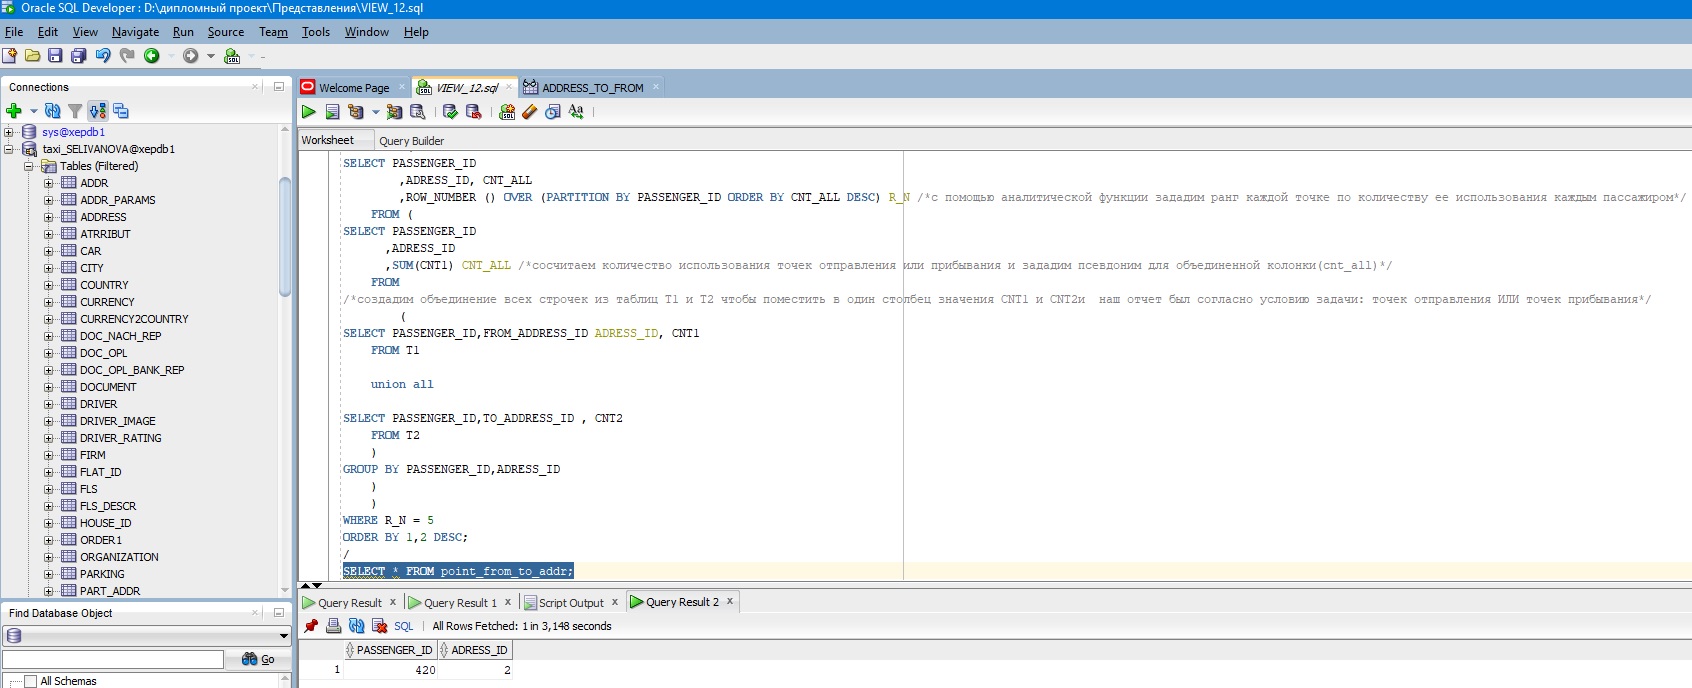 Oracle SQL Developer : D:\дипломный проект\Представления\VIEW_12.sql
File Edit View Navigate Run Source Team Tools Window Help
Connections
sys@xepdb1
taxi_SELIVANOVA@xepdb1
Tables (Filtered)
ADDR
ADDR_PARAMS
ADDRESS
ATRRIBUT
CAR
CITY
COUNTRY
CURRENCY
CURRENCY2COUNTRY
DOC_NACH_REP
DOC_OPL
DOC_OPL_BANK_REP
DOCUMENT
DRIVER
DRIVER_IMAGE
DRIVER_RATING
FIRM
FLAT_ID
FLS
FLS_DESCR
HOUSE_ID
ORDER1
ORGANIZATION
PARKING
PART_ADDR
Find Database Object
Go
All Schemas
Welcome Page VIEW_12.sql ADDRESS_TO_FROM
Worksheet Query Builder
SELECT PASSENGER_ID
,ADRESS_ID, CNT_ALL
,ROW_NUMBER () OVER (PARTITION BY PASSENGER_ID ORDER BY CNT_ALL DESC) R_N /*с помощью аналитической функции зададим ранг каждой точке по количеству ее использования каждым пассажиром*/
FROM (
SELECT PASSENGER_ID
,ADRESS_ID
,SUM(CNT1) CNT_ALL /*сосчитаем количество использования точек отправления или прибытия и зададим псевдоним для объединенной колонки(cnt_all)*/
FROM
/*создадим объединение всех строчек из таблиц Т1 и Т2 чтобы поместить в один столбец значения CNT1 и CNT2и  наш отчет был согласно условию задачи: точек отправления ИЛИ точек прибытия*/
(
SELECT PASSENGER_ID,FROM_ADDRESS_ID ADRESS_ID, CNT1
FROM T1
union all
SELECT PASSENGER_ID,TO_ADDRESS_ID , CNT2
FROM T2
)
GROUP BY PASSENGER_ID,ADRESS_ID
)
)
WHERE R_N = 5
ORDER BY 1,2 DESC;
/
SELECT * FROM point_from_to_addr;
Query Result Query Result 1 Script Output Query Result 2
SQL All Rows Fetched: 1 in 3,148 seconds
PASSENGER_ID ADRESS_ID
1 420 2